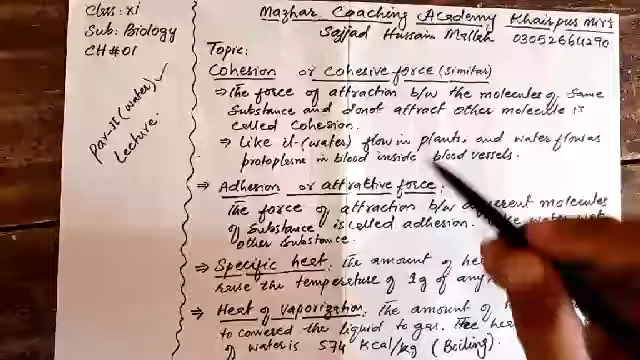 Class: xi
Sub: Biology
CH#01
Part-II (water)
Lecture.
Mazhar Coaching Academy Khairpur mirs
Sajjad Hussain Mallah 03052664290
Topic:
Cohesion or cohesive force (similar)
→ The force of attraction b/w the molecules of same
substance and donot attract other molecule is
called cohesion.
→ Like it (water) flow in plants, and water flow as
protoplasm in blood inside blood vessels.
⇒ Adhesion or attractive force:
The force of attraction b/w different molecules
of substance is called adhesion.
other substance.
⇒ Specific heat: The amount of
raise the temperature of 1g of any
⇒ Heat of vaporization: The amount of
to convered the liquid to gas. The
of water is 574 Kcal/kg (Boiling).